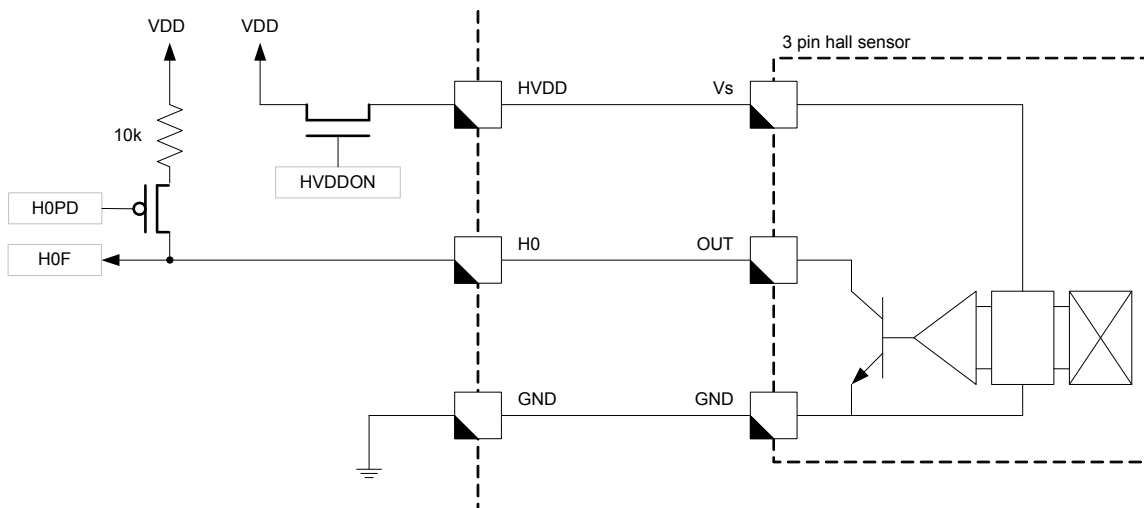 VDD
VDD
3 pin hall sensor
HVDD
Vs
10k
HVDDON
H0PD
H0
OUT
H0F
GND
GND